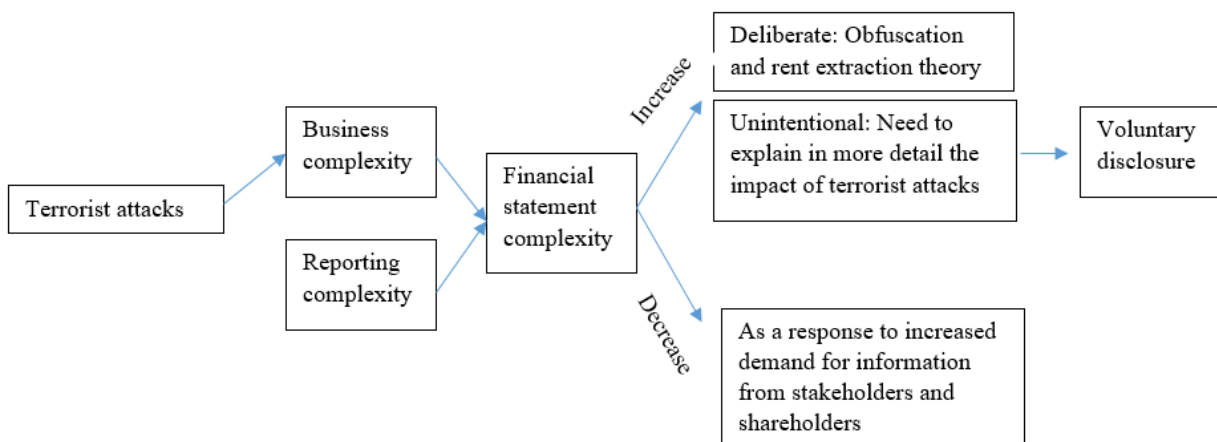 Terrorist attacks
Business
complexity
Reporting
complexity
Financial
statement
complexity
Increase
Decrease
Deliberate: Obfuscation
and rent extraction theory
Unintentional: Need to
explain in more detail the
impact of terrorist attacks
Voluntary
disclosure
As a response to increased
demand for information
from stakeholders and
shareholders